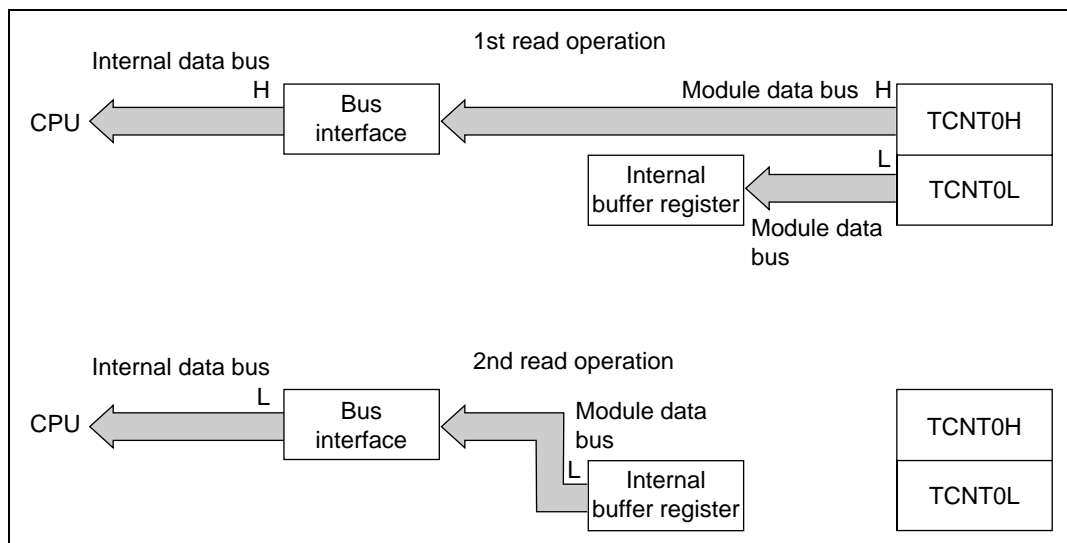 1st read operation
Internal data bus
H
CPU
Bus
interface
Module data bus
H
TCNT0H
L
Internal
buffer register
TCNT0L
Module data
bus
2nd read operation
Internal data bus
L
CPU
Bus
interface
Module data
bus
TCNT0H
L
Internal
buffer register
TCNT0L